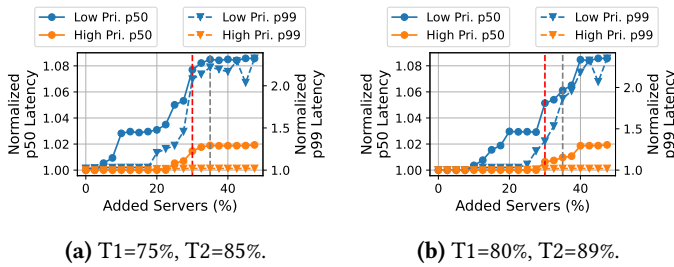 Low Pri. p50
High Pri. p50
Low Pri. p99
High Pri. p99
Normalized
p50 Latency
1.08
1.06
1.04
1.02
1.00
2.0
1.5
1.0
Normalized
p99 Latency
0
20
40
Added Servers (%)
(a) T1=75%, T2=85%.
Low Pri. p50
High Pri. p50
Low Pri. p99
High Pri. p99
Normalized
p50 Latency
1.08
1.06
1.04
1.02
1.00
2.0
1.5
1.0
Normalized
p99 Latency
0
20
40
Added Servers (%)
(b) T1=80%, T2=89%.